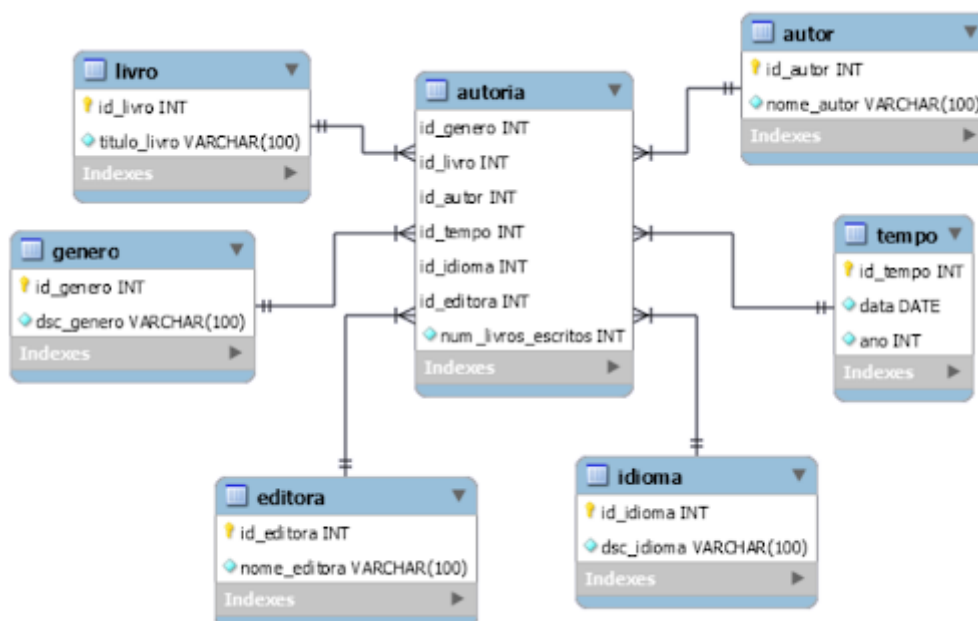 livro
id_livro INT
titulo_livro VARCHAR(100)
Indexes
autoria
id_genero INT
id_livro INT
id_autor INT
id_tempo INT
id_idioma INT
id_editora INT
num_livros_escritos INT
Indexes
autor
id_autor INT
nome_autor VARCHAR(100)
Indexes
genero
id_genero INT
dsc_genero VARCHAR(100)
Indexes
tempo
id_tempo INT
data DATE
ano INT
Indexes
editora
id_editora INT
nome_editora VARCHAR(100)
Indexes
idioma
id_idioma INT
dsc_idioma VARCHAR(100)
Indexes